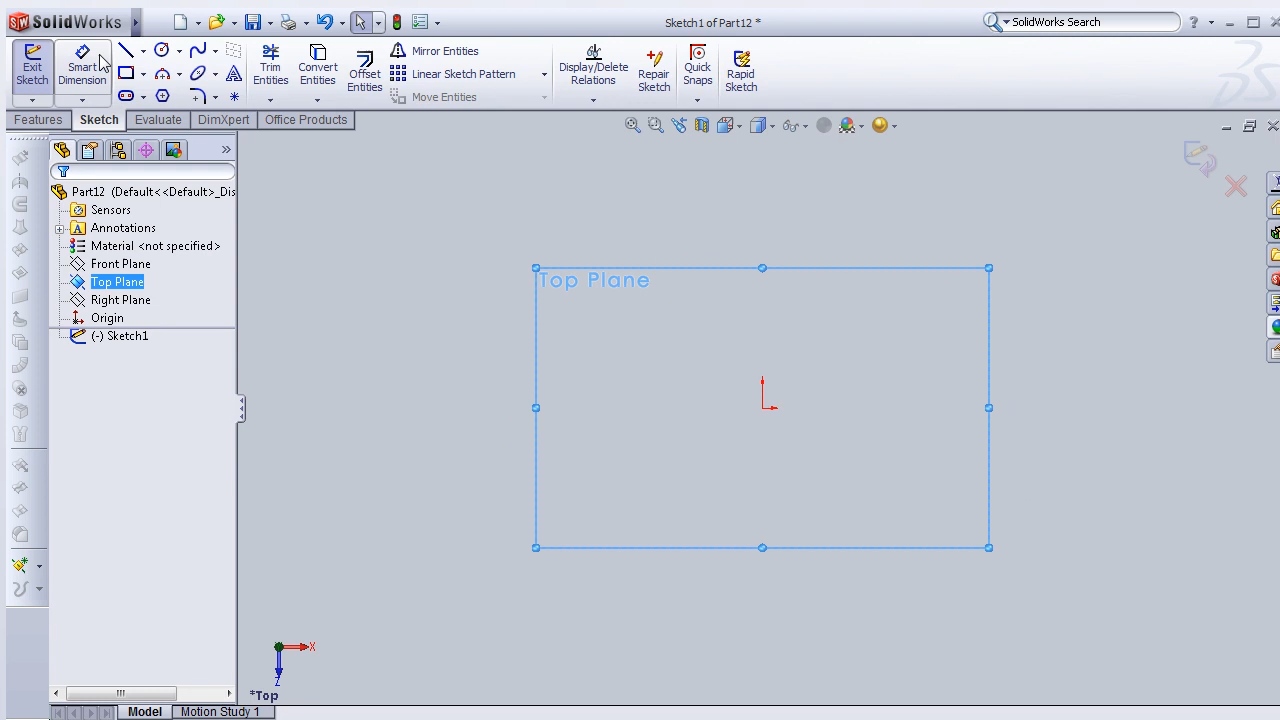 SW SolidWorks
Sketch1 of Part12 *
SolidWorks Search
?
Exit
Sketch
Smart
Dimension
Trim
Entities
Convert
Entities
Offset
Entities
Mirror Entities
Linear Sketch Pattern
Move Entities
Display/Delete
Relations
Repair
Sketch
Quick
Snaps
Rapid
Sketch
Features
Sketch
Evaluate
DimXpert
Office Products
»
Part12 (Default<<Default>_Dis
Sensors
A Annotations
Material <not specified>
Front Plane
Top Plane
Right Plane
Origin
(-) Sketch1
Top Plane
X
Z
*Top
Model
Motion Study 1